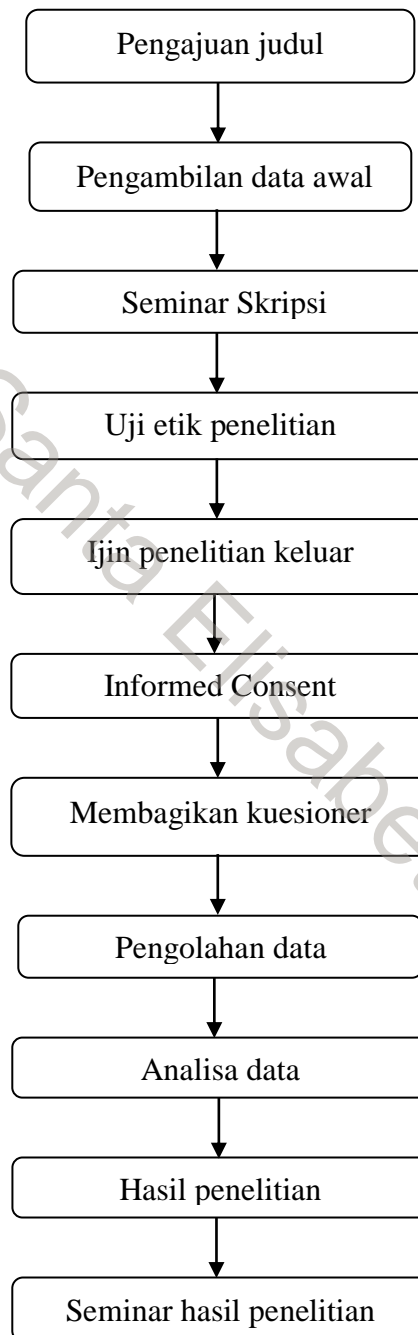 Pengajuan judul
Pengambilan data awal
Seminar Skripsi
Uji etik penelitian
Ijin penelitian keluar
Informed Consent
Membagikan kuesioner
Pengolahan data
Analisa data
Hasil penelitian
Seminar hasil penelitian
Santa